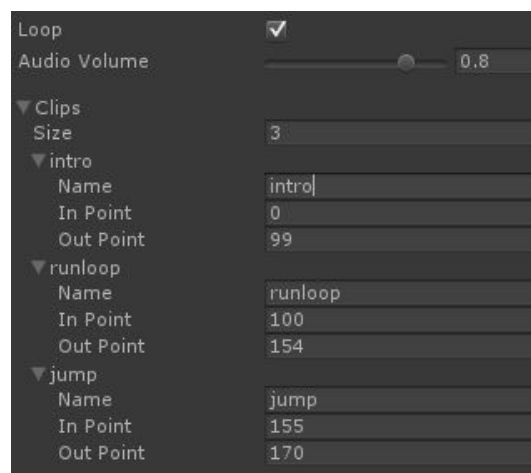 Loop
Audio Volume 0.8
Clips
Size 3
intro
Name intro
In Point 0
Out Point 99
runloop
Name runloop
In Point 100
Out Point 154
jump
Name jump
In Point 155
Out Point 170